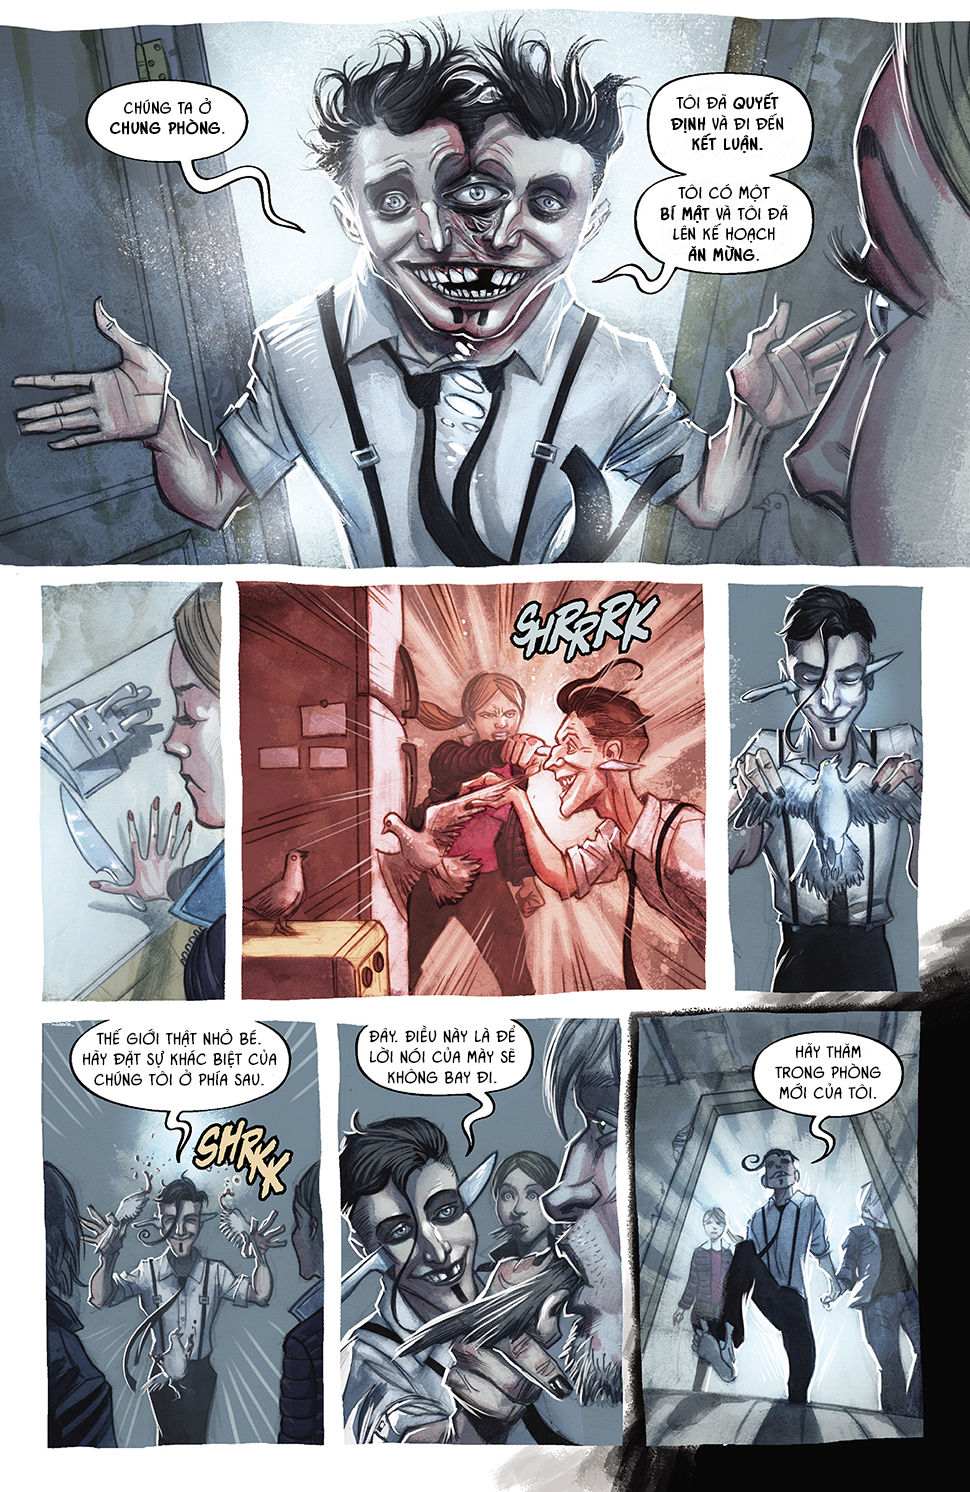 CHÚNG TA Ở
CHUNG PHÒNG.
TÔI ĐÃ QUYẾT
ĐỊNH VÀ ĐI ĐẾN
KẾT LUẬN.
TÔI CÓ MỘT
BÍ MẬT VÀ TÔI ĐÃ
LÊN KẾ HOẠCH
ĂN MỪNG.
SHRRRK
THẾ GIỚI THẬT NHỎ BÉ.
HÃY ĐẶT SỰ KHÁC BIỆT CỦA
CHÚNG TÔI Ở PHÍA SAU.
SHRKK
ĐÂY. ĐIỀU NÀY LÀ ĐỂ
LỜI NÓI CỦA MÀY SẼ
KHÔNG BAY ĐI.
HÃY THĂM
TRONG PHÒNG
MỚI CỦA TÔI.